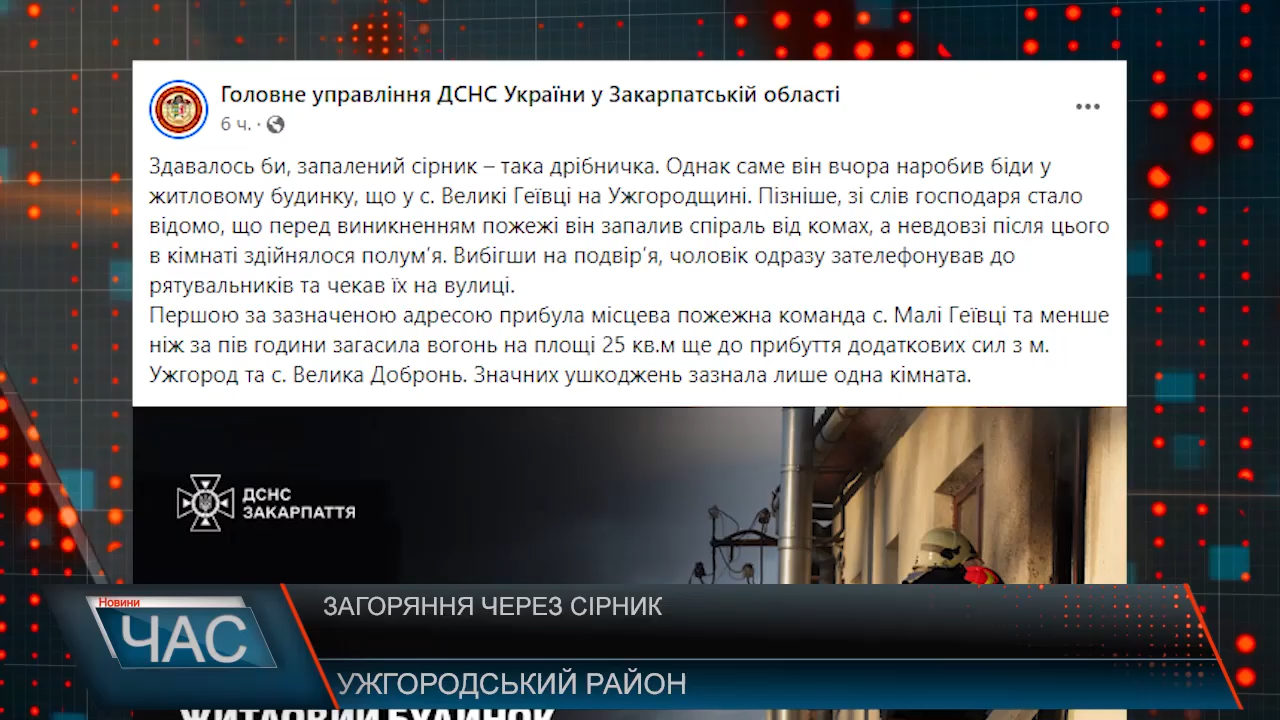 Головне управління ДСНС України у Закарпатській області
6 ч. ·
Здавалось би, запалений сірник – така дрібничка. Однак саме він вчора наробив біди у
житловому будинку, що у с. Великі Геївці на Ужгородщині. Пізніше, зі слів господаря стало
відомо, що перед виникненням пожежі він запалив спіраль від комах, а невдовзі після цього
в кімнаті здійнялося полум’я. Вибігши на подвір’я, чоловік одразу зателефонував до
рятувальників та чекав їх на вулиці.
Першою за зазначеною адресою прибула місцева пожежна команда с. Малі Геївці та менше
ніж за пів години загасила вогонь на площі 25 кв.м ще до прибуття додаткових сил з м.
Ужгород та с. Велика Добронь. Значних ушкоджень зазнала лише одна кімната.
ДСНС
ЗАКАРПАТТЯ
Новини
ЧАС
ЗАГОРЯННЯ ЧЕРЕЗ СІРНИК
УЖГОРОДСЬКИЙ РАЙОН
ЖИТЛОВИЙ БУДИНОК